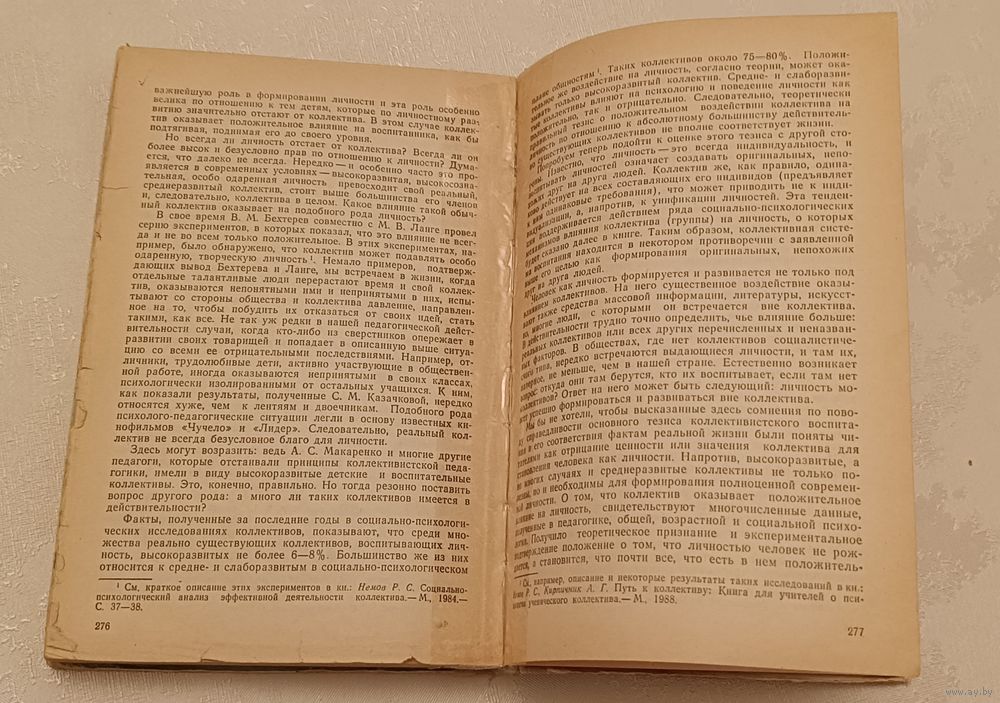 важнейшую роль в формировании личности и эта роль особенно
велика по отношению к тем детям, которые по личностному раз-
витию значительно отстают от коллектива. В этом случае коллек-
тив оказывает положительное влияние на воспитанника, как бы
подтягивая, поднимая его до своего уровня.
Но всегда ли личность отстает от коллектива? Всегда ли он
более высок и безусловно прав по отношению к личности? Дума-
ется, что далеко не всегда. Нередко — и особенно часто это про-
является в современных условиях — высокоразвитая, высокосозна-
тельная, особо одаренная личность превосходит свой реальный,
среднеразвитый коллектив, стоит выше большинства его членов
и, следовательно, коллектива в целом. Какое влияние такой обыч-
ный коллектив оказывает на подобного рода личность?
В свое время В. М. Бехтерев совместно с М. В. Ланге провел
серию экспериментов, в которых показал, что это влияние не всег-
да и не во всем только положительное. В этих экспериментах, на-
пример, было обнаружено, что коллектив может подавлять особо
одаренную, творческую личность¹. Немало примеров, подтверж-
дающих вывод Бехтерева и Ланге, мы встречаем в жизни, когда
отдельные талантливые люди перерастают время и свой коллек-
тив, оказываются непонятными ими и непринятыми в них, испы-
тывают со стороны общества и коллектива давление, направлен-
ное на то, чтобы побудить их отказаться от своих идей, стать
такими, как все. Не так уж редки в нашей педагогической дейст-
вительности случаи, когда кто-либо из сверстников опережает в
развитии своих товарищей и попадает в описанную выше ситуа-
цию со всеми ее отрицательными последствиями. Например, от-
личники, трудолюбивые дети, активно участвующие в обществен-
ной работе, иногда оказываются непринятыми в своих классах,
психологически изолированными от остальных учащихся. К ним,
как показали результаты, полученные С. М. Казачковой, нередко
относятся хуже, чем к лентяям и двоечникам. Подобного рода
психолого-педагогические ситуации легли в основу известных ки-
нофильмов «Чучело» и «Лидер». Следовательно, реальный кол-
лектив не всегда безусловное благо для личности.
Здесь могут возразить: ведь А. С. Макаренко и многие другие
педагоги, которые отстаивали принципы коллективистской педа-
гогики, имели в виду высокоразвитые детские и воспитательные
коллективы. Это, конечно, правильно. Но тогда резонно поставить
вопрос другого рода: а много ли таких коллективов имеется в
действительности?
Факты, полученные за последние годы в социально-психологи-
ческих исследованиях коллективов, показывают, что среди мно-
жества реально существующих коллективов, воспитывающих лич-
ность, высокоразвитых не более 6—8%. Большинство же из них
относится к средне- и слаборазвитым в социально-психологическом
¹ См. краткое описание этих экспериментов в кн.: Немов Р. С. Социально-
психологический анализ эффективной деятельности коллектива.— М., 1984.—
С. 37—38.
276
общностям¹. Таких коллективов около 75—80%. Положи-
тельное же воздействие на личность, согласно теории, может ока-
зывать только высокоразвитый коллектив. Средне- и слаборазви-
тые коллективы влияют на психологию и поведение личности как
положительно, так и отрицательно. Следовательно, теоретически
правильный тезис о положительном воздействии коллектива на
личность по отношению к абсолютному большинству действитель-
но существующих коллективов не вполне соответствует жизни.
Попробуем теперь подойти к оценке этого тезиса с другой сто-
роны. Известно, что личность — это всегда индивидуальность, и
воспитывать личностей означает создавать оригинальных, непо-
хожих друг на друга людей. Коллектив же, как правило, одина-
ково действует на всех составляющих его индивидов (предъявляет
к ним одинаковые требования), что может приводить не к инди-
видуализации, а, напротив, к унификации личностей. Эта тенден-
ция поддерживается действием ряда социально-психологических
механизмов влияния коллектива (группы) на личность, о которых
будет сказано далее в книге. Таким образом, коллективная систе-
ма воспитания находится в некотором противоречии с заявленной
выше его целью как формирования оригинальных, непохожих
друг на друга людей.
Человек как личность формируется и развивается не только под
влиянием коллективов. На него существенное воздействие оказы-
вают также средства массовой информации, литературы, искусст-
ва, многие люди, с которыми он встречается вне коллектива.
В действительности трудно точно определить, чье влияние больше:
реальных коллективов или всех других перечисленных и неназван-
ных факторов. В обществах, где нет коллективов социалистиче-
ского типа, нередко встречаются выдающиеся личности, и там их,
наверное, не меньше, чем в нашей стране. Естественно возникает
вопрос: откуда они там берутся, кто их воспитывает, если там нет
коллективов? Ответ на него может быть следующий: личность мо-
жет успешно формироваться и развиваться вне коллектива.
Мы бы не хотели, чтобы высказанные здесь сомнения по пово-
ду справедливости основного тезиса коллективистского воспита-
ния и его соответствия фактам реальной жизни были поняты чи-
тателями как отрицание ценности или значения коллектива для
становления человека как личности. Напротив, высокоразвитые, а
во многих случаях и среднеразвитые коллективы не только по-
лезны, но и необходимы для формирования полноценной современ-
ной личности. О том, что коллектив оказывает положительное
влияние на личность, свидетельствуют многочисленные данные,
полученные в педагогике, общей, возрастной и социальной психо-
логии. Получило теоретическое признание и экспериментальное
подтверждение положение о том, что личностью человек не рож-
дается, а становится, что почти все, что есть в нем положитель-
¹ См., например, описание и некоторые результаты таких исследований в кн.:
Немов Р. С., Кирпичник А. Г. Путь к коллективу: Книга для учителей о пси-
хологии ученического коллектива.— М., 1988.
277
www.ay.by